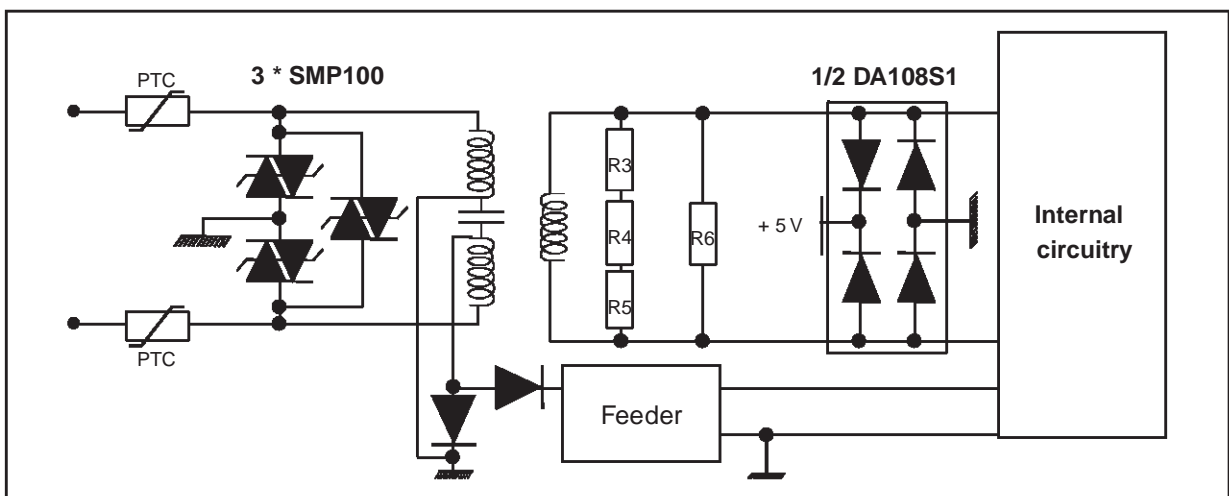 PTC
3 * SMP100
1/2 DA108S1
R3
R4
R6
+ 5 V
Internal
circuitry
R5
PTC
Feeder